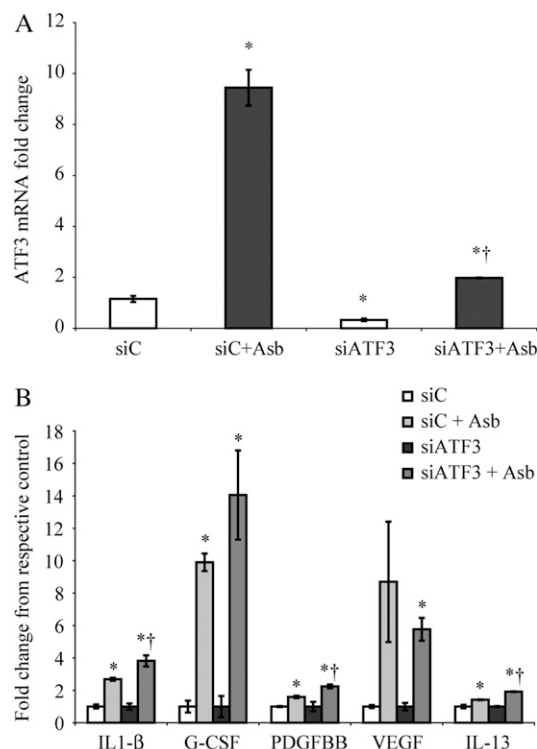 A
ATF3 mRNA fold change
12
10
8
6
4
2
0
*
*
*†
siC
siC+Asb
siATF3
siATF3+Asb
B
siC
siC + Asb
siATF3
siATF3 + Asb
Fold change from respective control
18
16
14
12
10
8
6
4
2
0
*
*†
*
*
*
*†
*
*
*†
IL1-β
G-CSF
PDGFBB
VEGF
IL-13